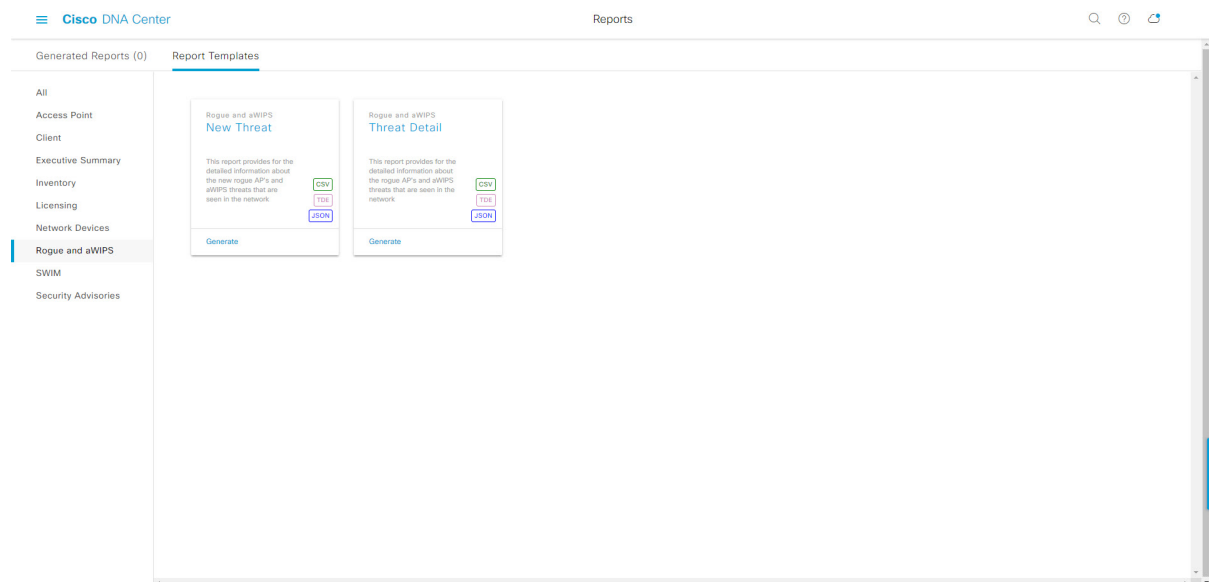 Cisco DNA Center
Reports
Generated Reports (0)
Report Templates
All
Access Point
Client
Executive Summary
Inventory
Licensing
Network Devices
Rogue and aWIPS
SWIM
Security Advisories
Rogue and aWIPS
New Threat
This report provides for the
detailed information about
the new rogue AP's and
aWIPS threats that are
seen in the network
CSV
TDE
JSON
Generate
Rogue and aWIPS
Threat Detail
This report provides for the
detailed information about
the rogue AP's and aWIPS
threats that are seen in the
network
CSV
TDE
JSON
Generate